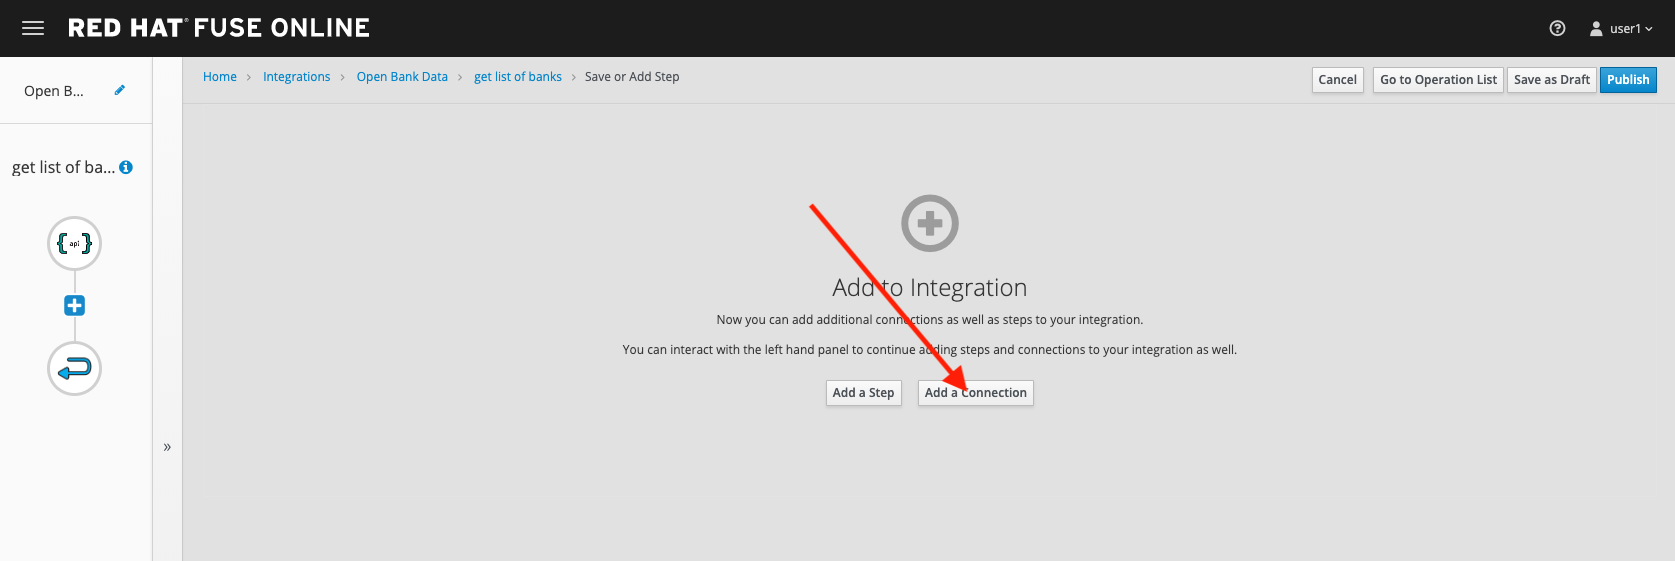 RED HAT® FUSE ONLINE
user1
Open B...
Home > Integrations > Open Bank Data > get list of banks > Save or Add Step
Cancel
Go to Operation List
Save as Draft
Publish
get list of ba...
{ api }
Add to Integration
Now you can add additional connections as well as steps to your integration.
You can interact with the left hand panel to continue adding steps and connections to your integration as well.
Add a Step
Add a Connection
»